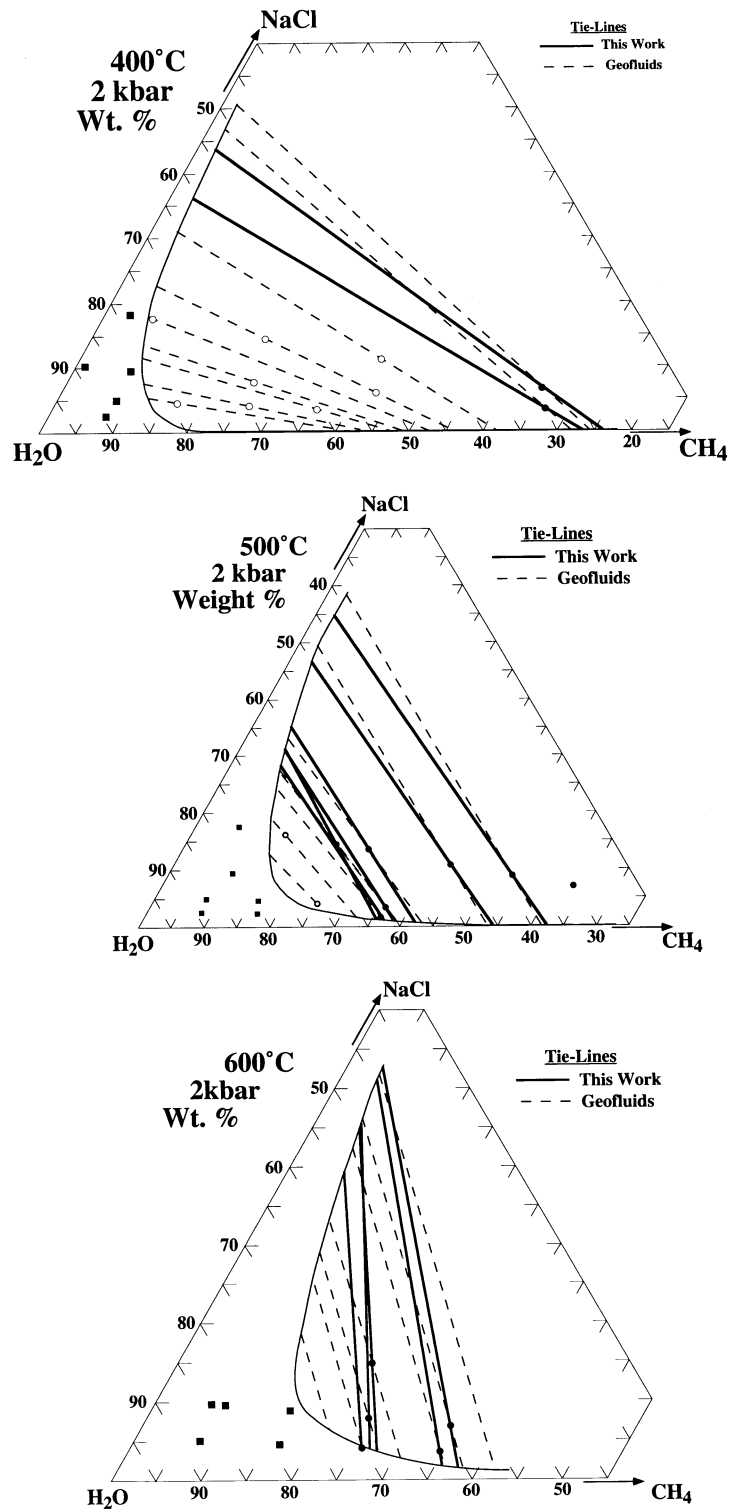 NaCl
400°C
2 kbar
Wt. %
Tie-Lines
This Work
Geofluids
50
60
70
80
90
H2O
90
80
70
60
50
40
30
20
CH4
NaCl
500°C
2 kbar
Weight %
Tie-Lines
This Work
Geofluids
40
50
60
70
80
90
H2O
90
80
70
60
50
40
30
CH4
NaCl
600°C
2kbar
Wt. %
Tie-Lines
This Work
Geofluids
50
60
70
80
90
H2O
90
80
70
60
50
CH4